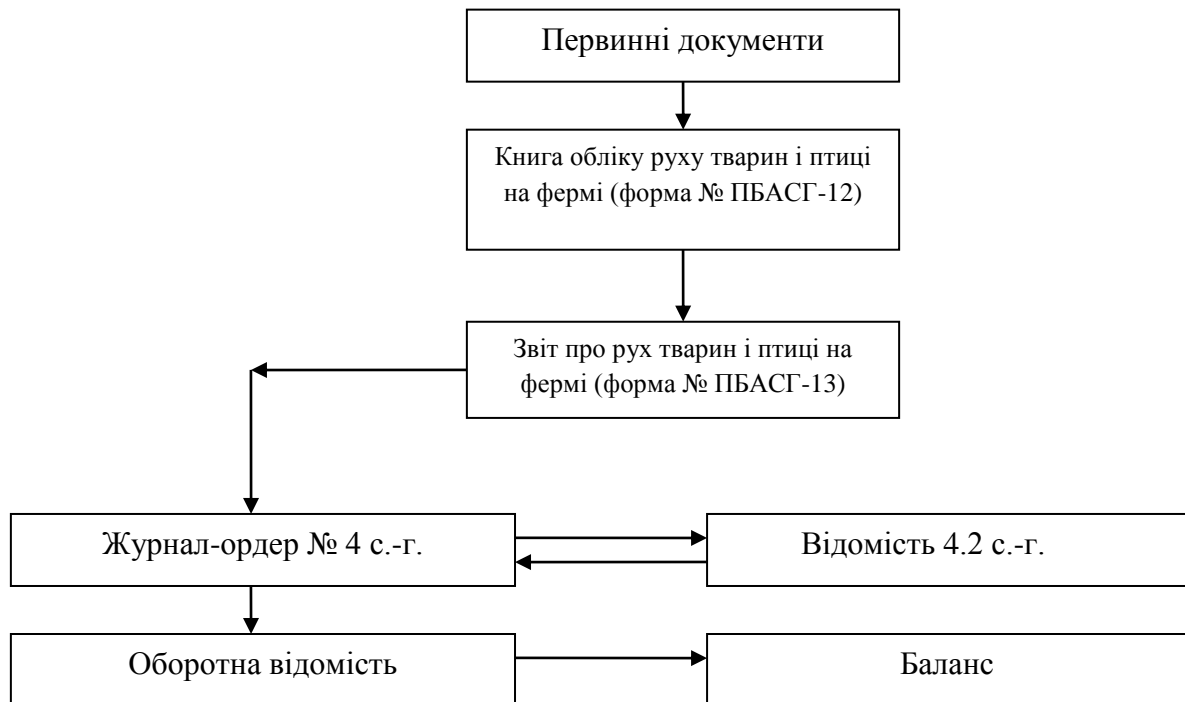 Первинні документи
Книга обліку руху тварин і птиці
на фермі (форма № ПБАСГ-12)
Звіт про рух тварин і птиці на
фермі (форма № ПБАСГ-13)
Журнал-ордер № 4 с.-г.
Відомість 4.2 с.-г.
Оборотна відомість
Баланс